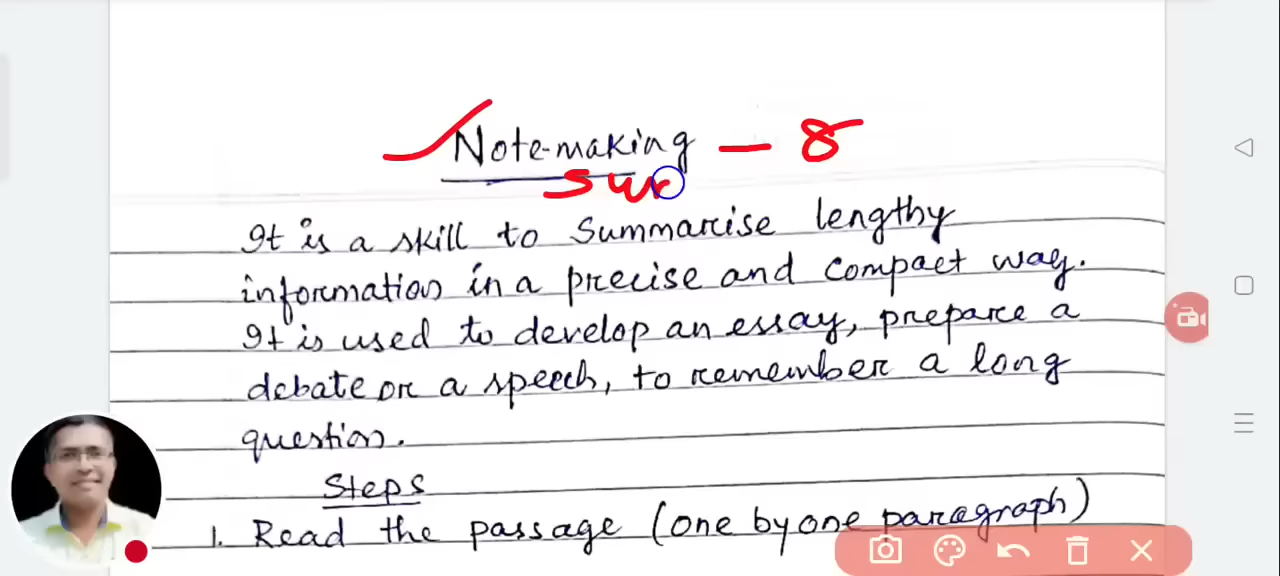 Note-making — 8
It is a skill to Summarise lengthy
information in a precise and compact way.
It is used to develop an essay, prepare a
debate or a speech, to remember a long
question.
Steps
1. Read the passage (one by one paragraph)